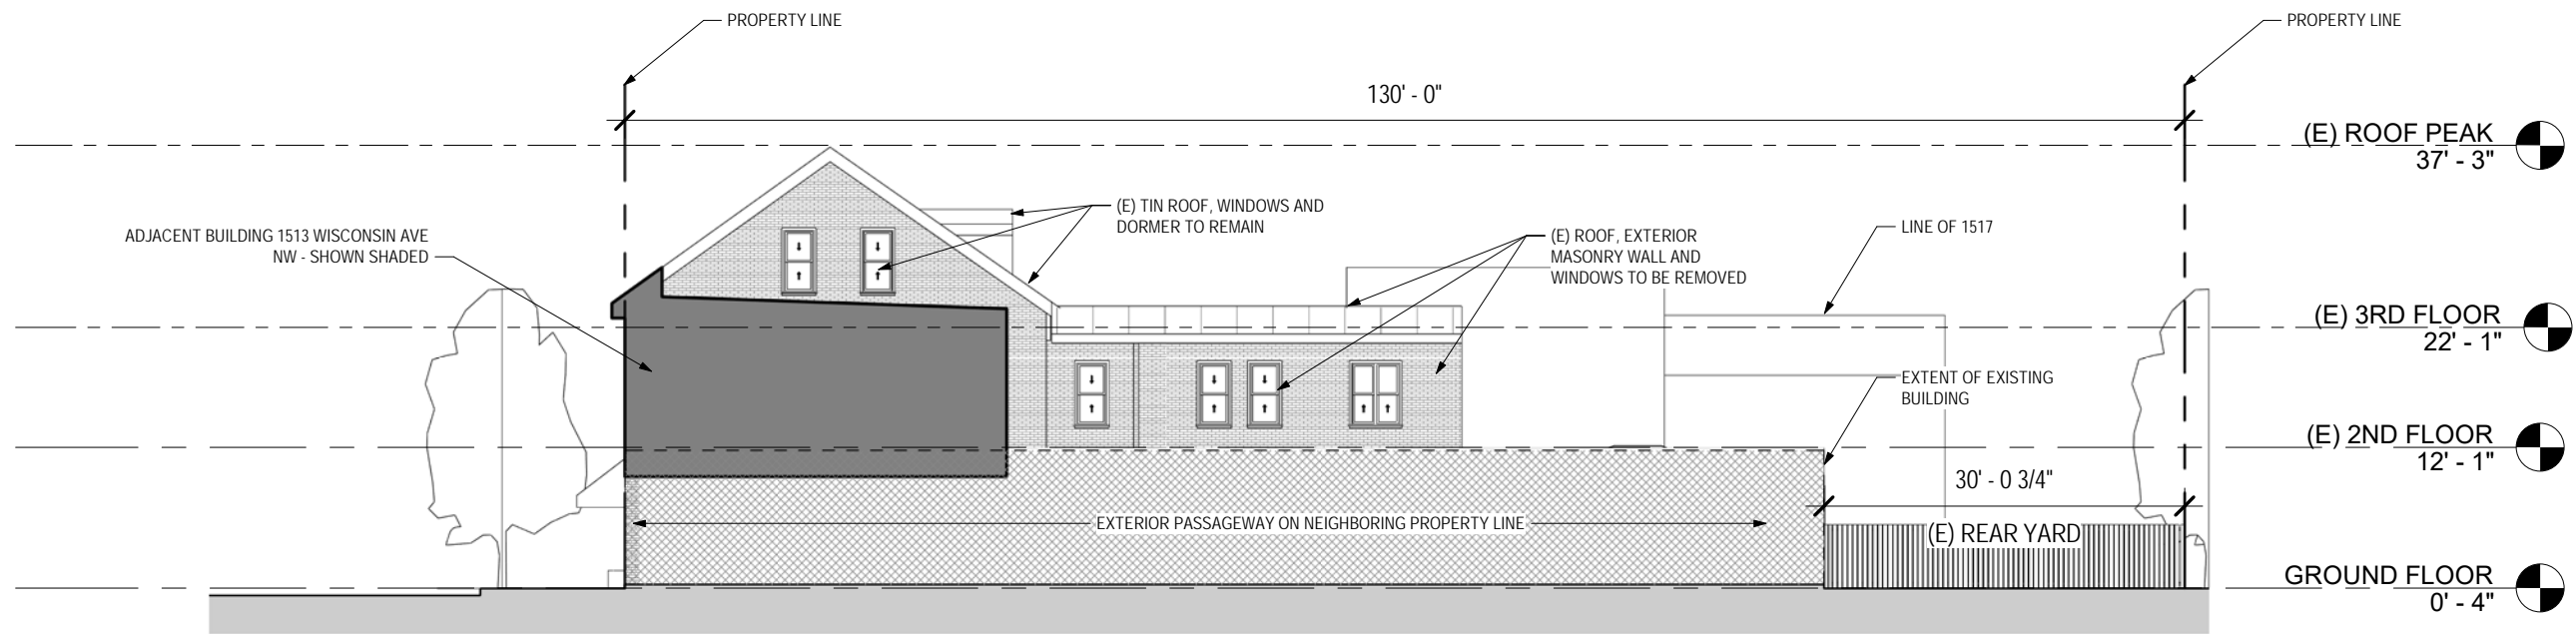 PROPERTY LINE
PROPERTY LINE
130' - 0"
(E) ROOF PEAK
37' - 3"
(E) TIN ROOF, WINDOWS AND
DORMER TO REMAIN
ADJACENT BUILDING 1513 WISCONSIN AVE
NW - SHOWN SHADED
(E) ROOF, EXTERIOR
MASONRY WALL AND
WINDOWS TO BE REMOVED
LINE OF 1517
(E) 3RD FLOOR
22' - 1"
EXTENT OF EXISTING
BUILDING
(E) 2ND FLOOR
12' - 1"
30' - 0 3/4"
EXTERIOR PASSAGEWAY ON NEIGHBORING PROPERTY LINE
(E) REAR YARD
GROUND FLOOR
0' - 4"